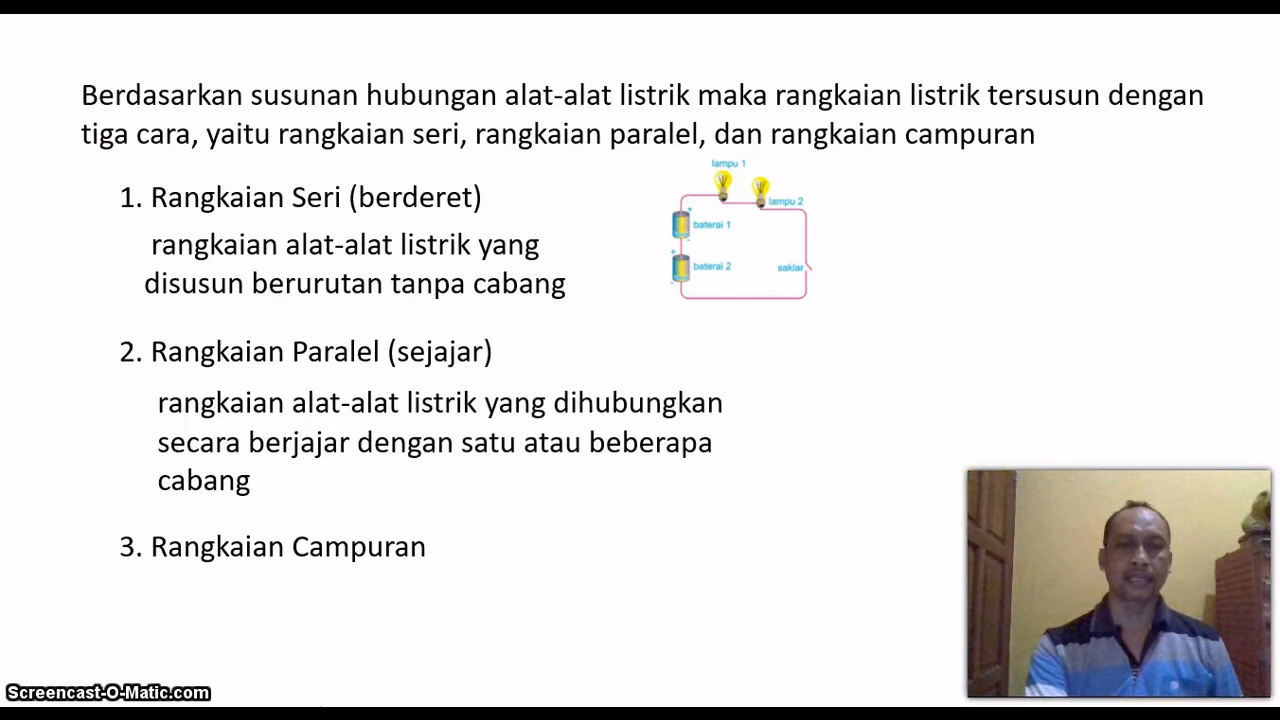 Berdasarkan susunan hubungan alat-alat listrik maka rangkaian listrik tersusun dengan
tiga cara, yaitu rangkaian seri, rangkaian paralel, dan rangkaian campuran
lampu 1
1. Rangkaian Seri (berderet)
lampu 2
baterai 1
rangkaian alat-alat listrik yang
disusun berurutan tanpa cabang
baterai 2
saklar
2. Rangkaian Paralel (sejajar)
rangkaian alat-alat listrik yang dihubungkan
secara berjajar dengan satu atau beberapa
cabang
3. Rangkaian Campuran
Screencast-O-Matic.com